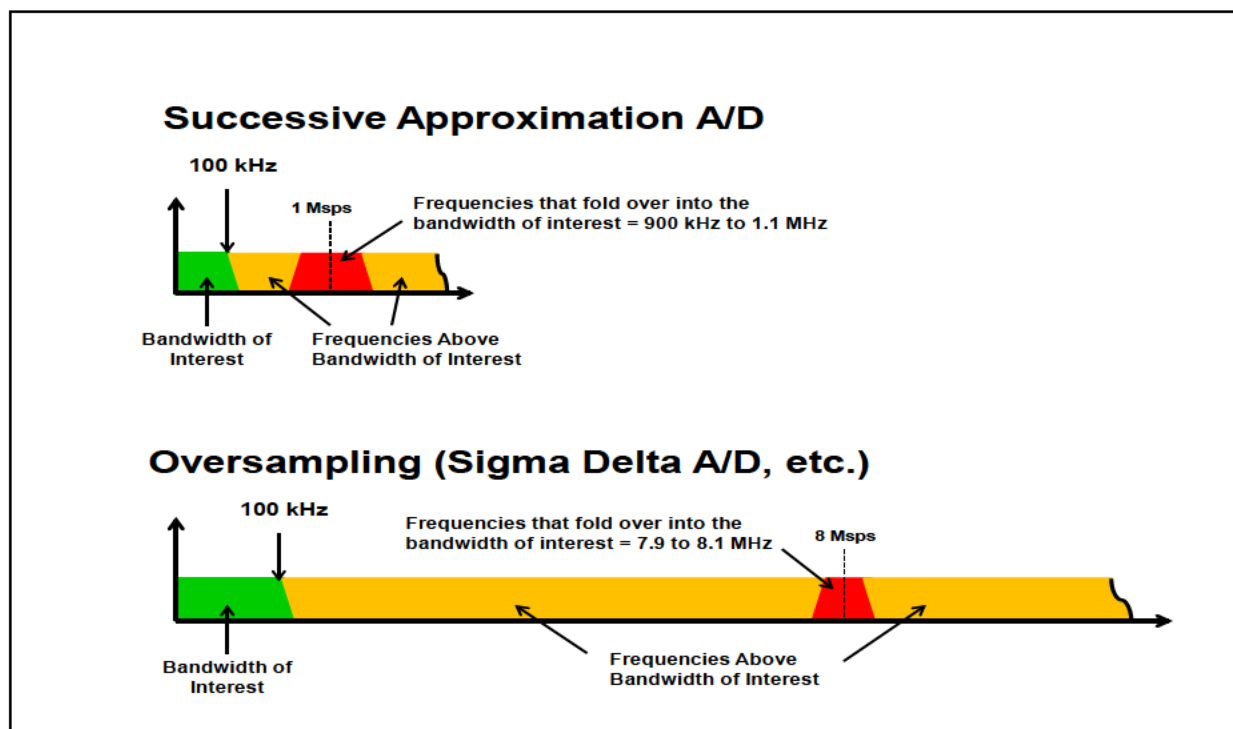 Successive Approximation A/D
100 kHz
1 Msps
Frequencies that fold over into the
bandwidth of interest = 900 kHz to 1.1 MHz
Bandwidth of
Interest
Frequencies Above
Bandwidth of Interest
Oversampling (Sigma Delta A/D, etc.)
100 kHz
Frequencies that fold over into the
bandwidth of interest = 7.9 to 8.1 MHz
8 Msps
Bandwidth of
Interest
Frequencies Above
Bandwidth of Interest